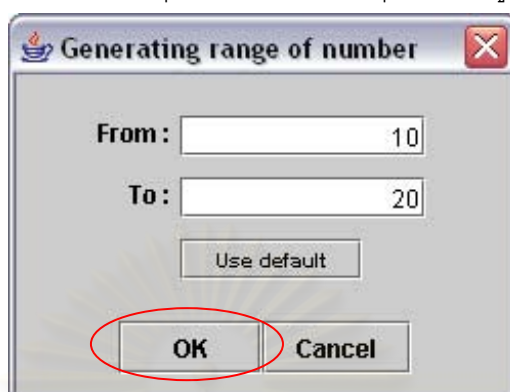 Generating range of number
From : 10
To : 20
Use default
OK Cancel